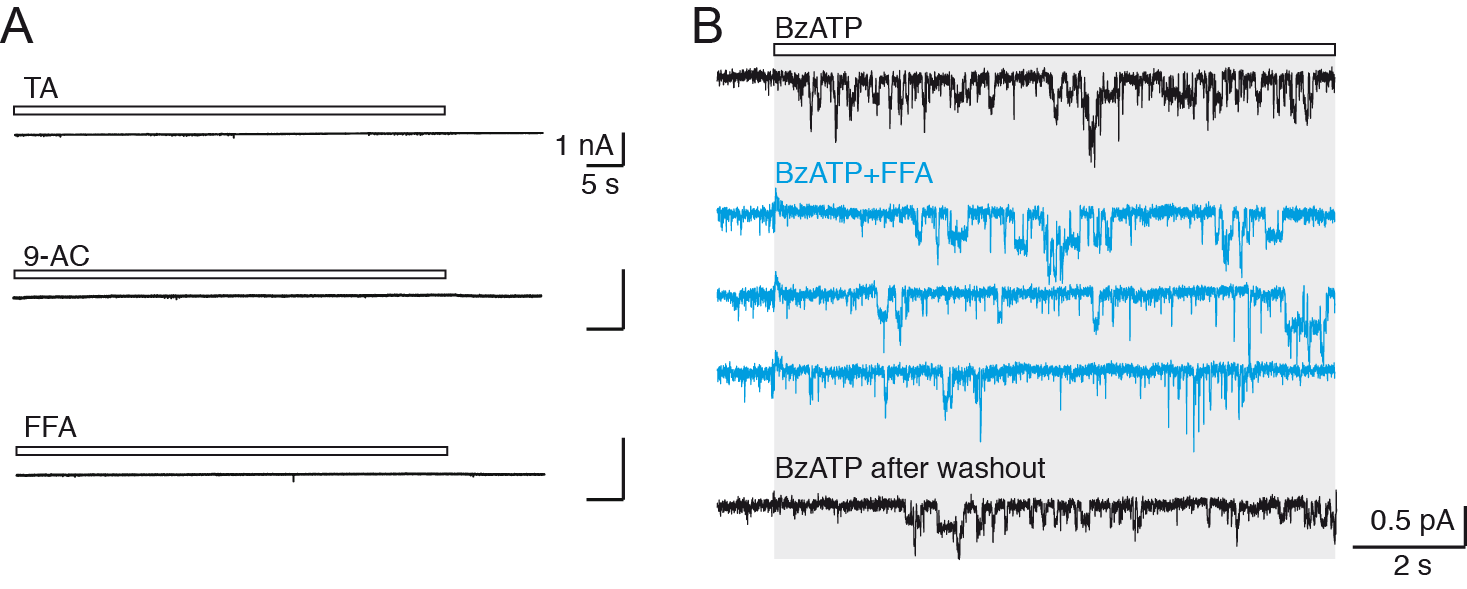 A
TA
1 nA
5 s
9-AC
FFA
B
BzATP
BzATP+FFA
BzATP after washout
0.5 pA
2 s